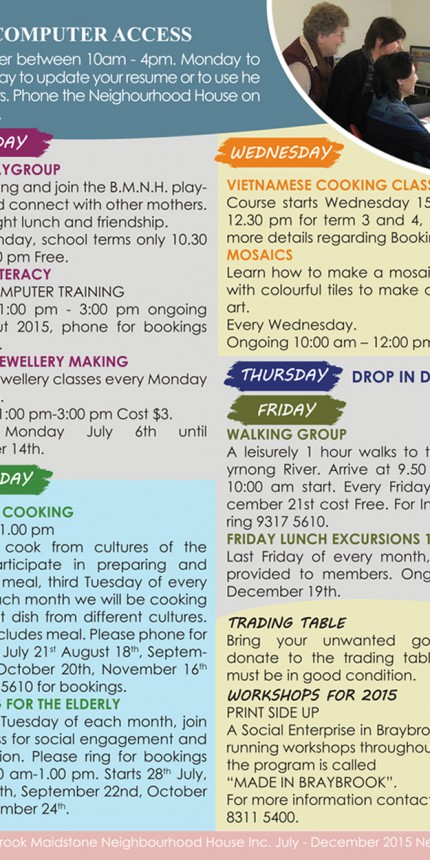 COMPUTER ACCESS
er between 10am - 4pm. Monday to
ay to update your resume or to use he
rs. Phone the Neighourhood House on
.
DAY
AYGROUP
ng and join the B.M.N.H. play-
d connect with other mothers.
ght lunch and friendship.
nday, school terms only 10.30
0 pm Free.
TERACY
MPUTER TRAINING
1:00 pm - 3:00 pm ongoing
ut 2015, phone for bookings
.
EWELLERY MAKING
wellery classes every Monday
.
1:00 pm-3:00 pm Cost $3.
Monday July 6th until
er 14th.
DAY
COOKING
1.00 pm
cook from cultures of the
articipate in preparing and
meal, third Tuesday of every
ach month we will be cooking
t dish from different cultures.
cludes meal. Please phone for
July 21st August 18th, Septem-
October 20th, November 16th
5610 for bookings.
G FOR THE ELDERLY
Tuesday of each month, join
ss for social engagement and
ion. Please ring for bookings
0 am-1.00 pm. Starts 28th July,
th, September 22nd, October
mber 24th.
WEDNESDAY
VIETNAMESE COOKING CLASS
Course starts Wednesday 15
12.30 pm for term 3 and 4,
more details regarding Bookin
MOSAICS
Learn how to make a mosai
with colourful tiles to make a
art.
Every Wednesday.
Ongoing 10:00 am – 12:00 pm
THURSDAY DROP IN D
FRIDAY
WALKING GROUP
A leisurely 1 hour walks to t
yrnong River. Arrive at 9.50
10:00 am start. Every Friday
cember 21st cost Free. For In
ring 9317 5610.
FRIDAY LUNCH EXCURSIONS 1
Last Friday of every month,
provided to members. Ong
December 19th.
TRADING TABLE
Bring your unwanted go
donate to the trading tabl
must be in good condition.
WORKSHOPS FOR 2015
PRINT SIDE UP
A Social Enterprise in Braybro
running workshops throughou
the program is called
“MADE IN BRAYBROOK”.
For more information contac
8311 5400.
rook Maidstone Neighbourhood House Inc. July - December 2015 Ne